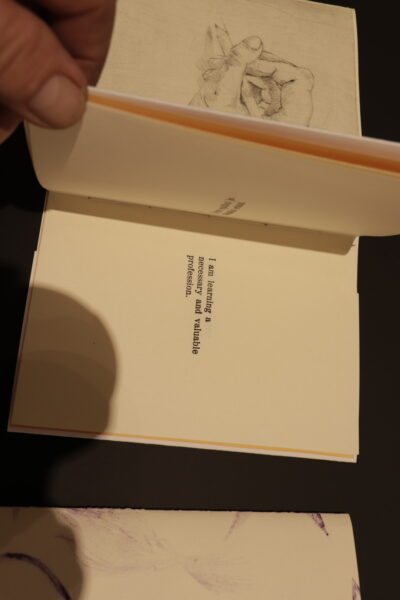 I am learning a
necessary and valuable
profession.